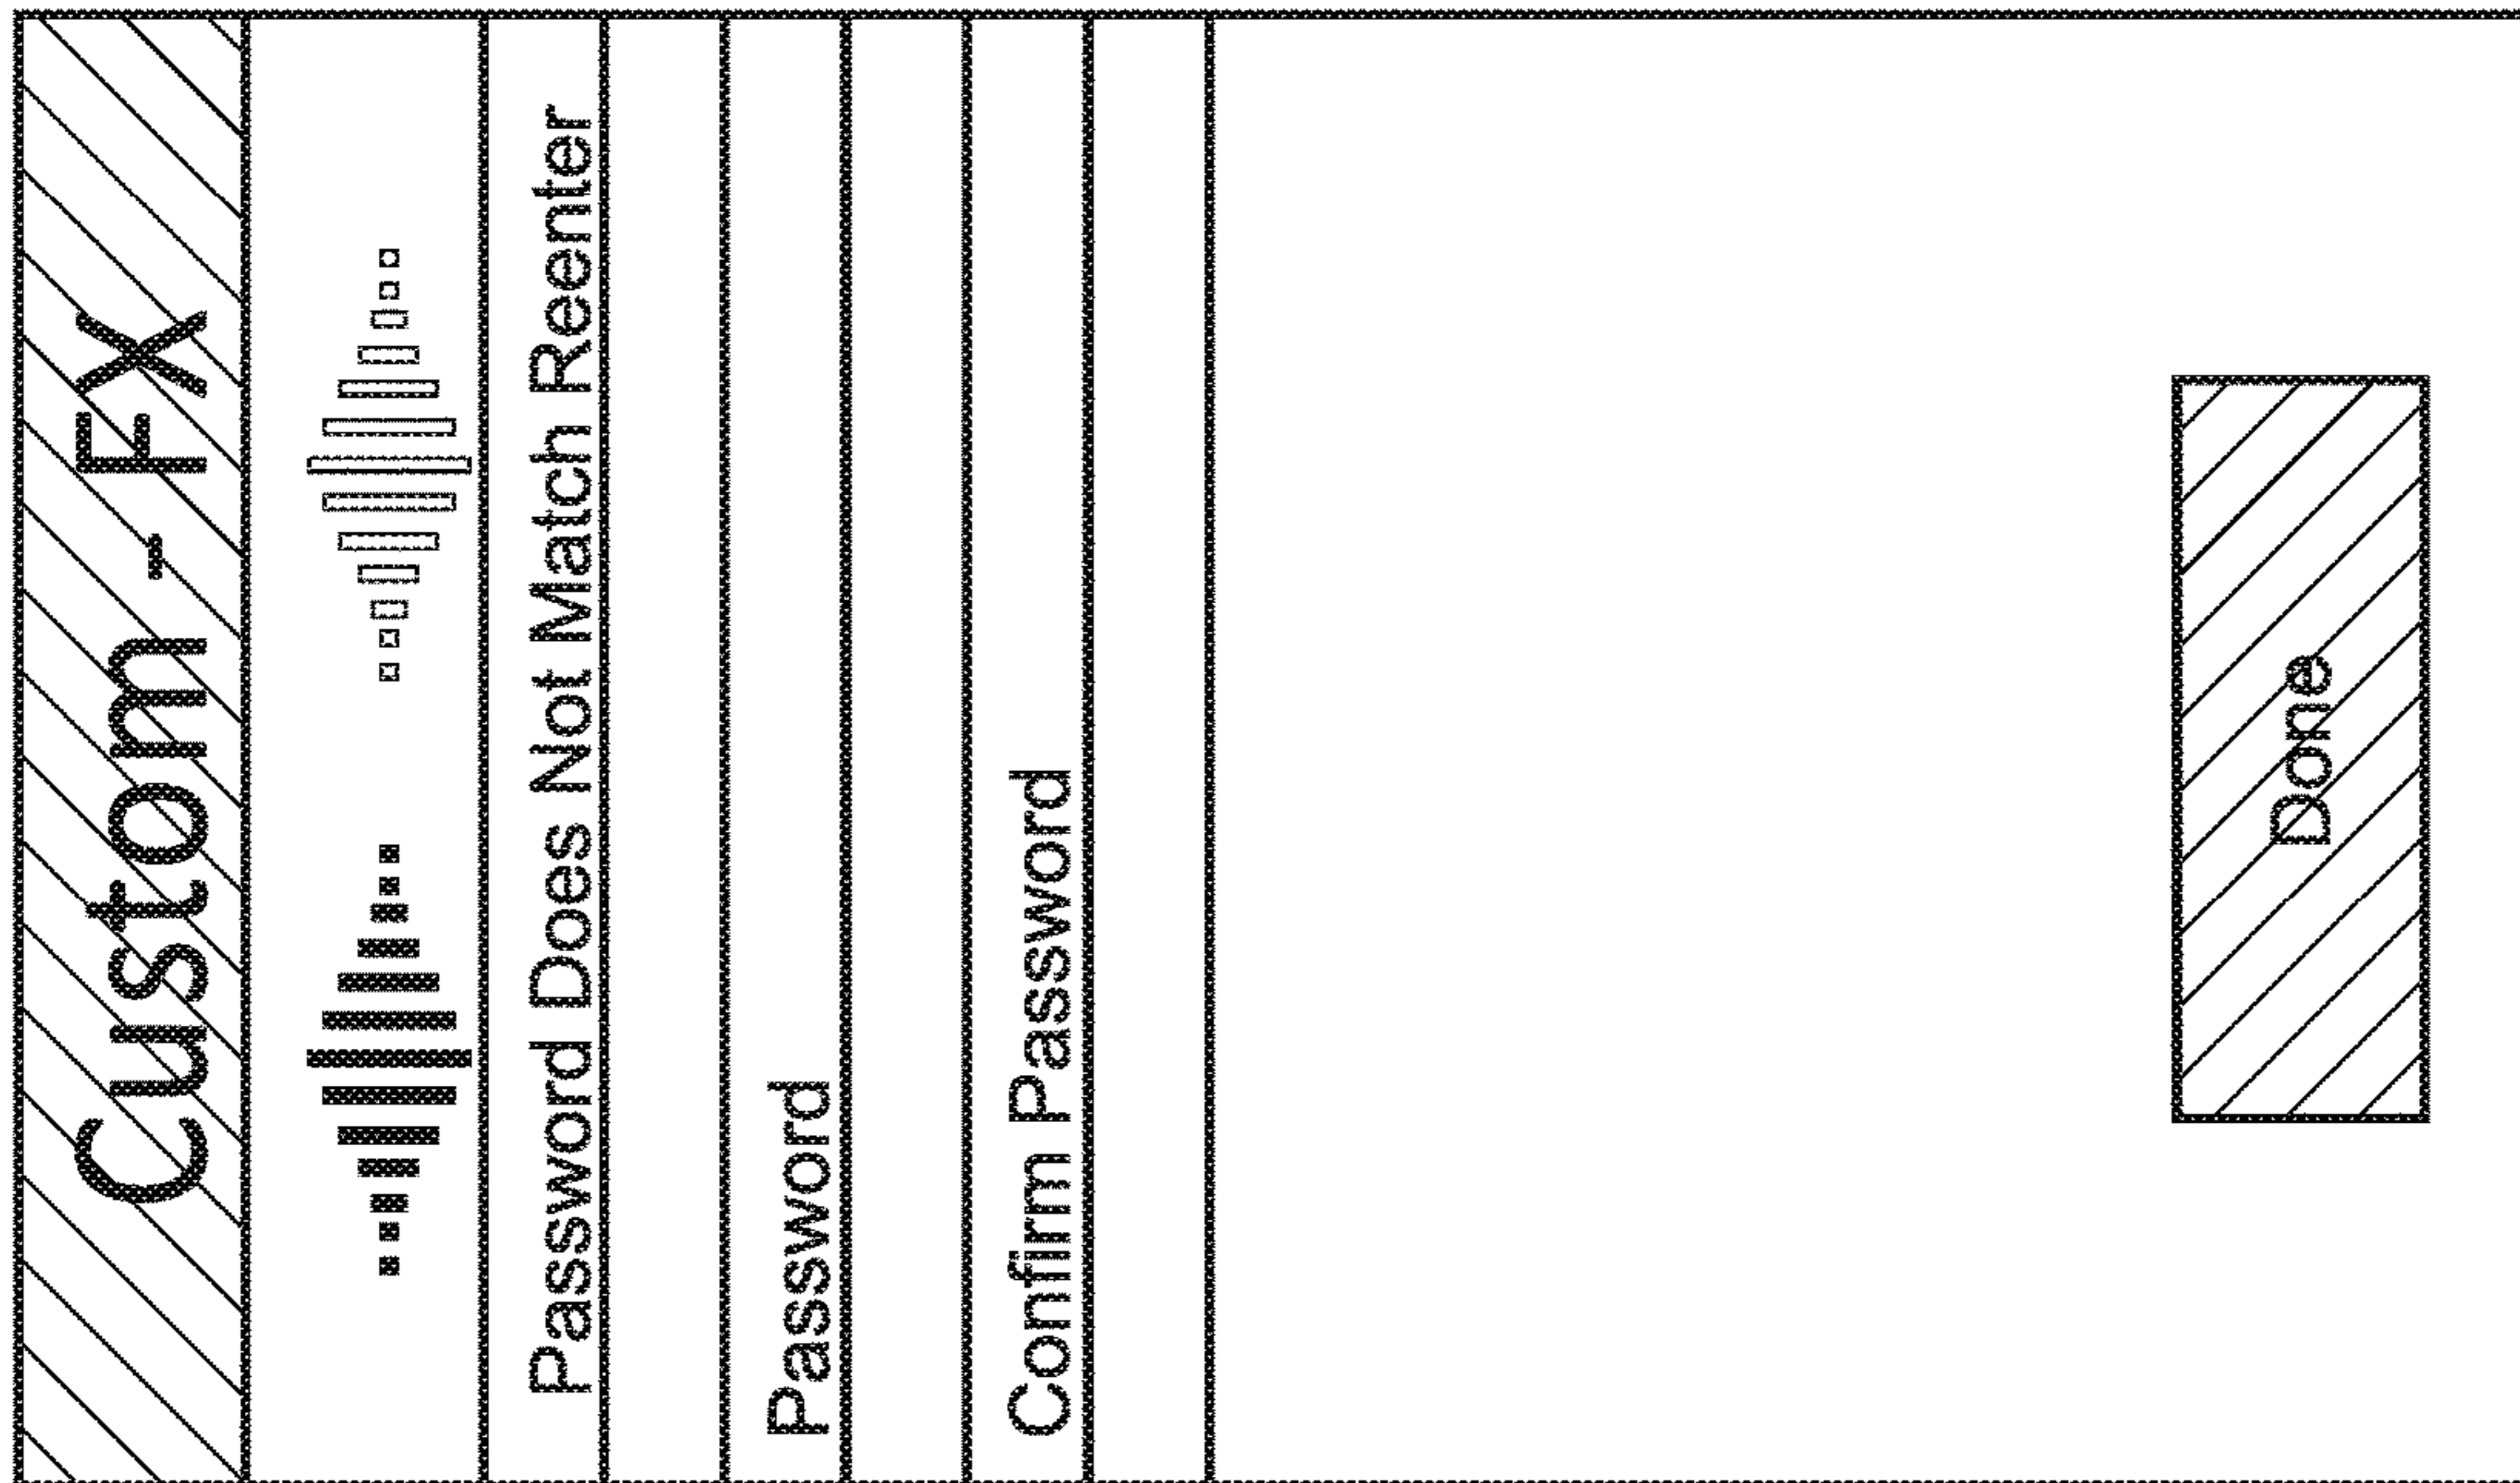 Custom - FX
Password Does Not Match Reenter
Password
Confirm Password
Done